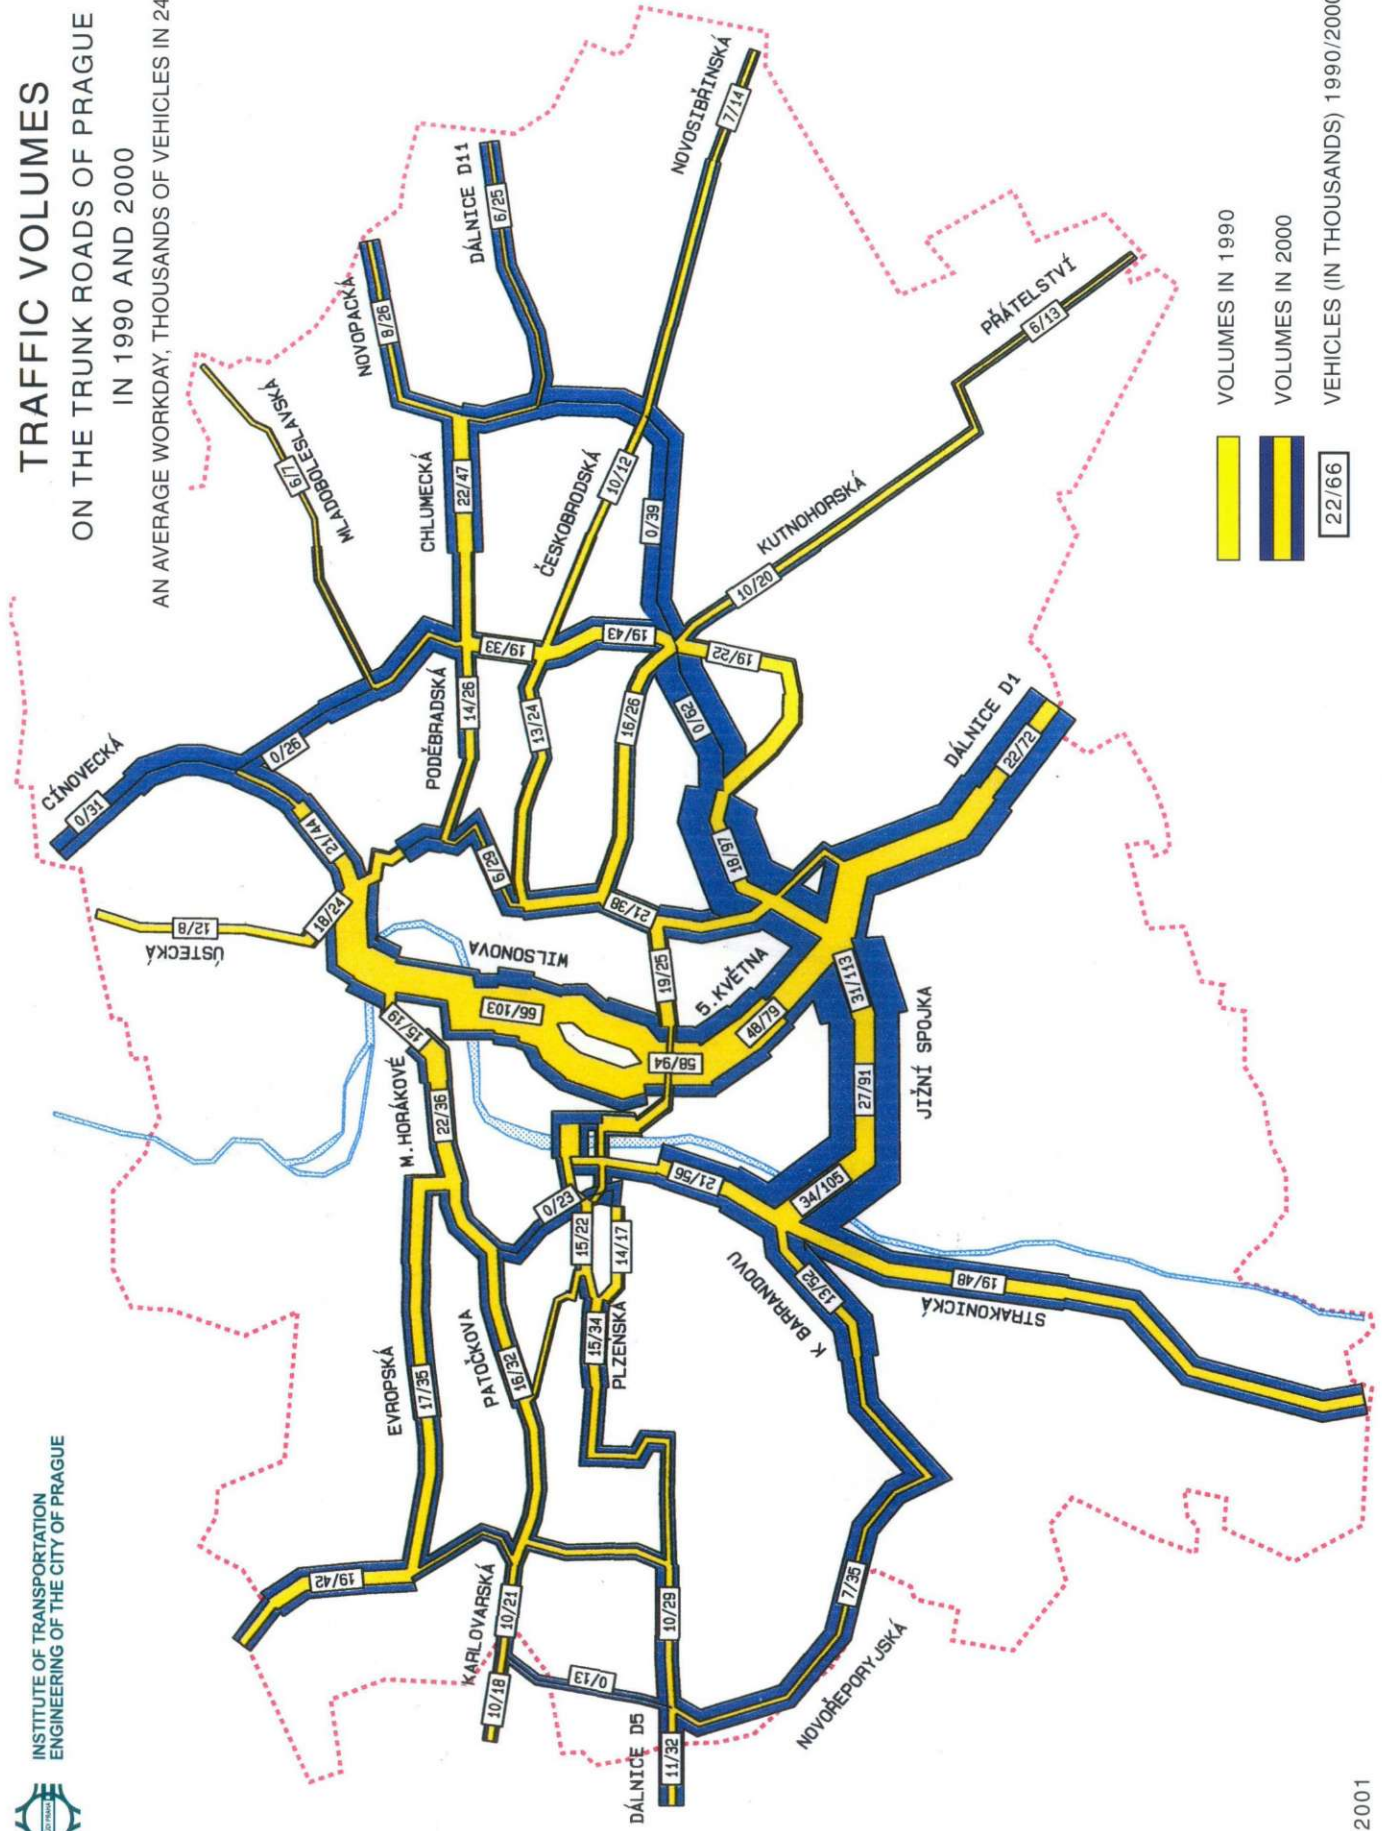 INSTITUTE OF TRANSPORTATION
ENGINEERING OF THE CITY OF PRAGUE
TRAFFIC VOLUMES
ON THE TRUNK ROADS OF PRAGUE
IN 1990 AND 2000
AN AVERAGE WORKDAY, THOUSANDS OF VEHICLES IN 24
CÍNOVECKÁ
0/31
ÚSTECKÁ
12/8
18/24
21/44
0/26
MLADOBOLESLAVSKÁ
6/7
NOVOPACKÁ
8/26
DÁLNICE D11
6/25
CHLUMECKÁ
22/47
PODĚBRADSKÁ
14/26
19/33
ČESKOBRODSKÁ
10/12
NOVOSIBŘINSKÁ
7/14
0/39
19/43
13/24
16/26
6/29
21/38
19/22
0/62
18/97
KUTNOHORSKÁ
10/20
PŘÁTELSTVÍ
6/13
DÁLNICE D1
22/72
WILSONOVA
66/103
15/19
19/25
58/94
5.KVĚTNA
48/79
31/113
JIŽNÍ SPOJKA
27/91
34/105
M.HORÁKOVÉ
22/36
EVROPSKÁ
17/35
19/42
PATOČKOVA
16/32
0/23
15/22
14/17
PLZENSKÁ
15/34
21/56
K BARRANDOVU
13/52
STRAKONICKÁ
19/48
KARLOVARSKÁ
10/21
10/18
0/13
10/29
DÁLNICE D5
11/32
NOVOŘEPORYJSKÁ
7/35
VOLUMES IN 1990
VOLUMES IN 2000
22/66
VEHICLES (IN THOUSANDS) 1990/2000
2001